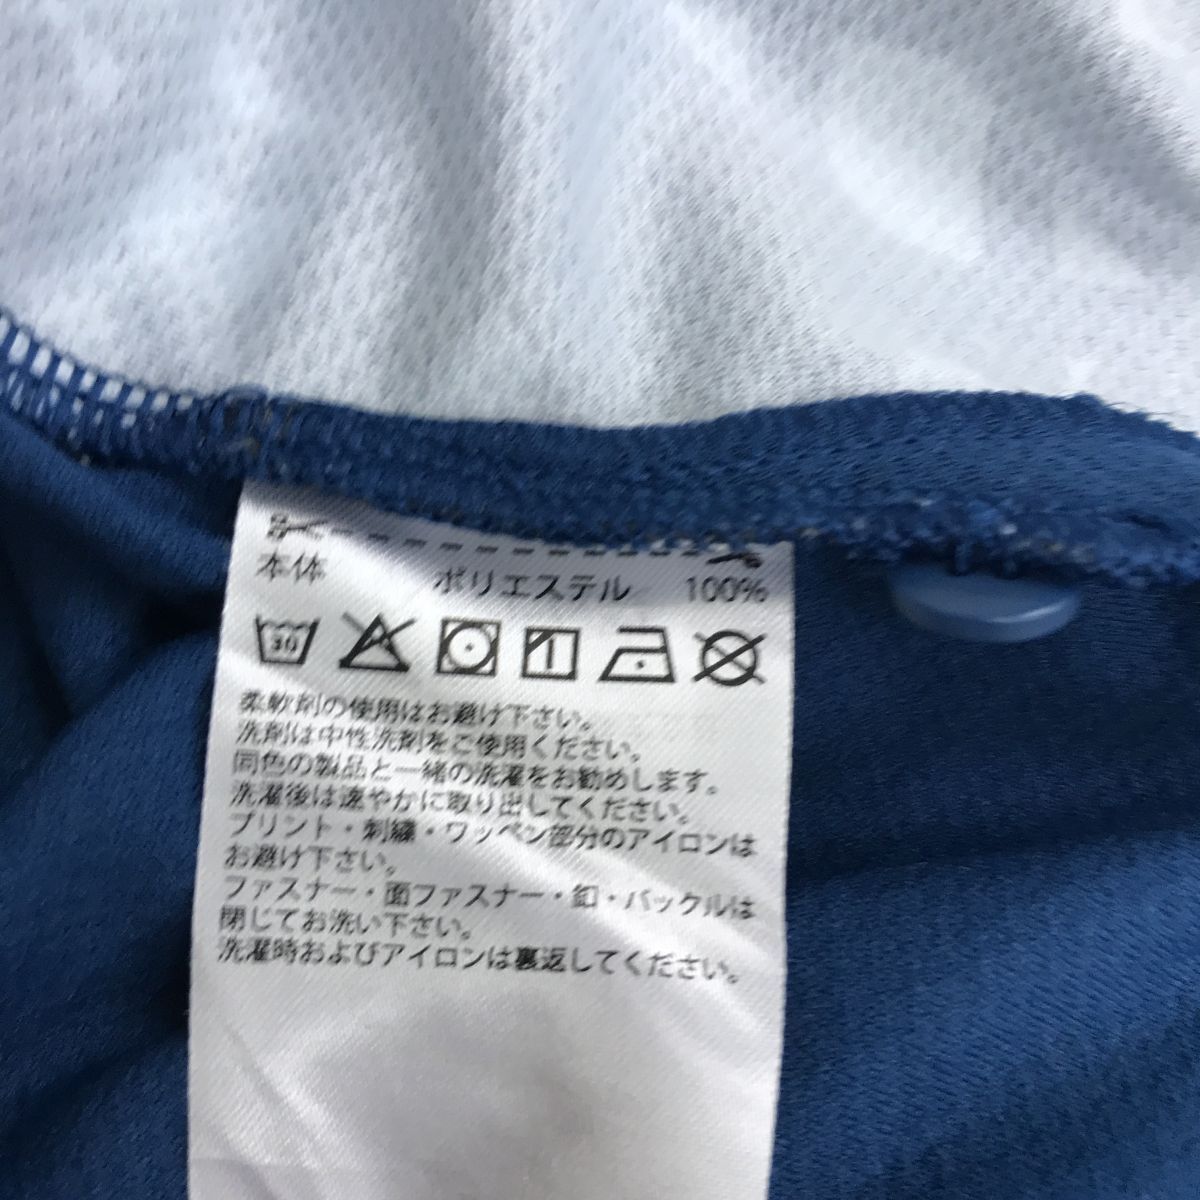 本体 ポリエステル 100%
30
柔軟剤の使用はお避け下さい。
洗剤は中性洗剤をご使用ください。
同色の製品と一緒の洗濯をお勧めします。
洗濯後は速やかに取り出してください。
プリント・刺繍・ワッペン部分のアイロンは
お避け下さい。
ファスナー・面ファスナー・釦・バックルは
閉じてお洗い下さい。
洗濯時およびアイロンは裏返してください。